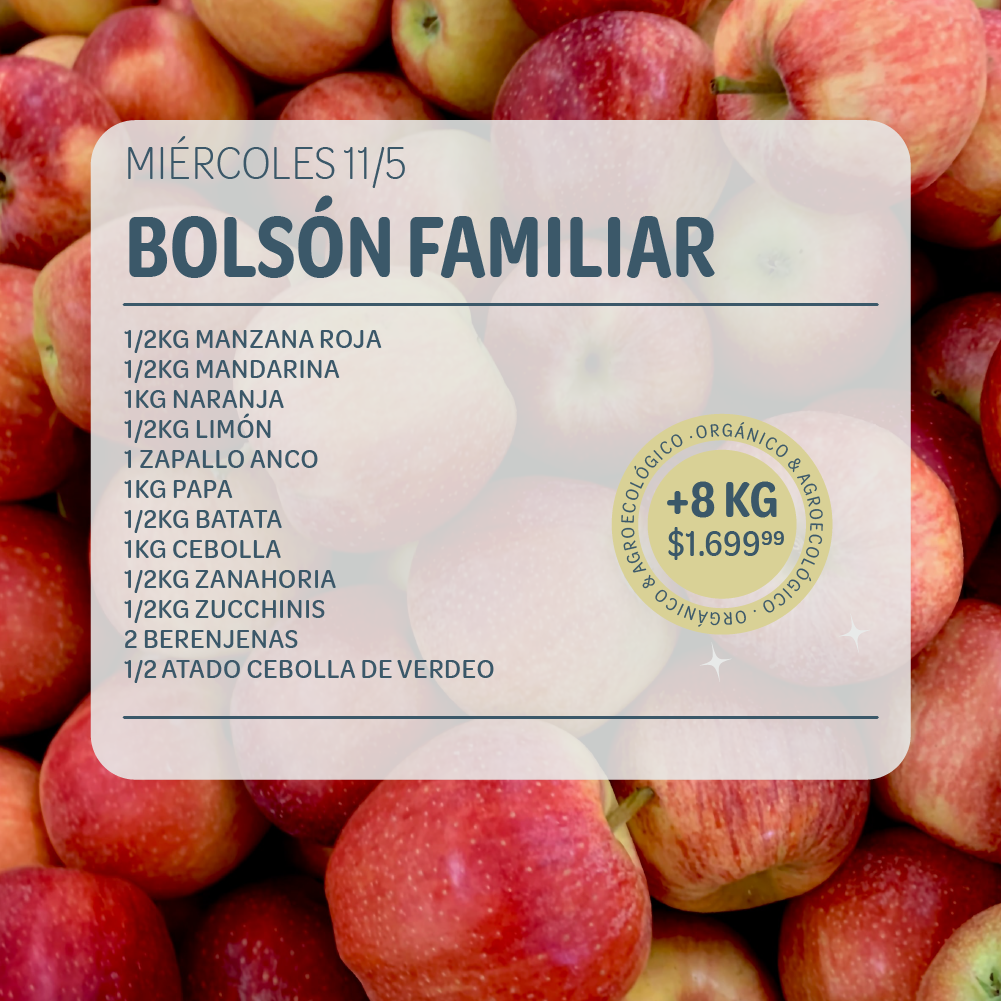 MIÉRCOLES 11/5
BOLSÓN FAMILIAR
1/2KG MANZANA ROJA
1/2KG MANDARINA
1KG NARANJA
1/2KG LIMÓN
1 ZAPALLO ANCO
1KG PAPA
1/2KG BATATA
1KG CEBOLLA
1/2KG ZANAHORIA
1/2KG ZUCCHINIS
2 BERENJENAS
1/2 ATADO CEBOLLA DE VERDEO
· ORGÁNICO & AGROECOLÓGICO · ORGÁNICO & AGROECOLÓGICO
+8 KG
$1.699⁹⁹